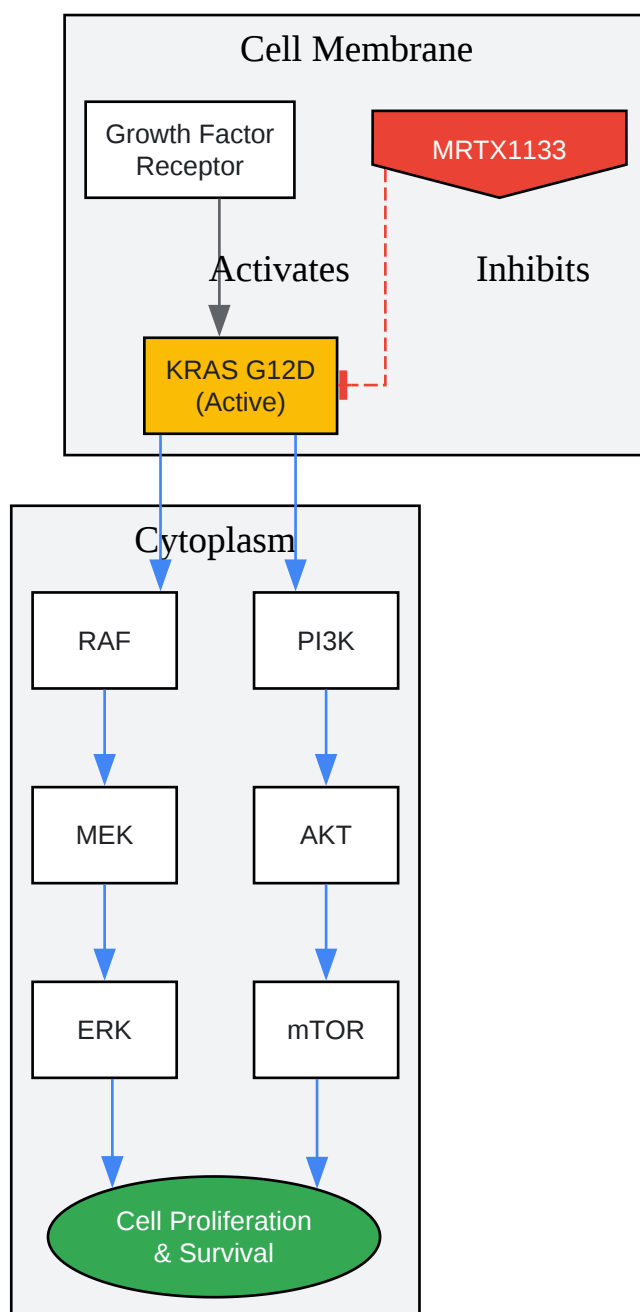 Cell Membrane
Growth Factor
Receptor
MRTX1133
Activates
Inhibits
KRAS G12D
(Active)
Cytoplasm
RAF
PI3K
MEK
AKT
ERK
mTOR
Cell Proliferation
& Survival